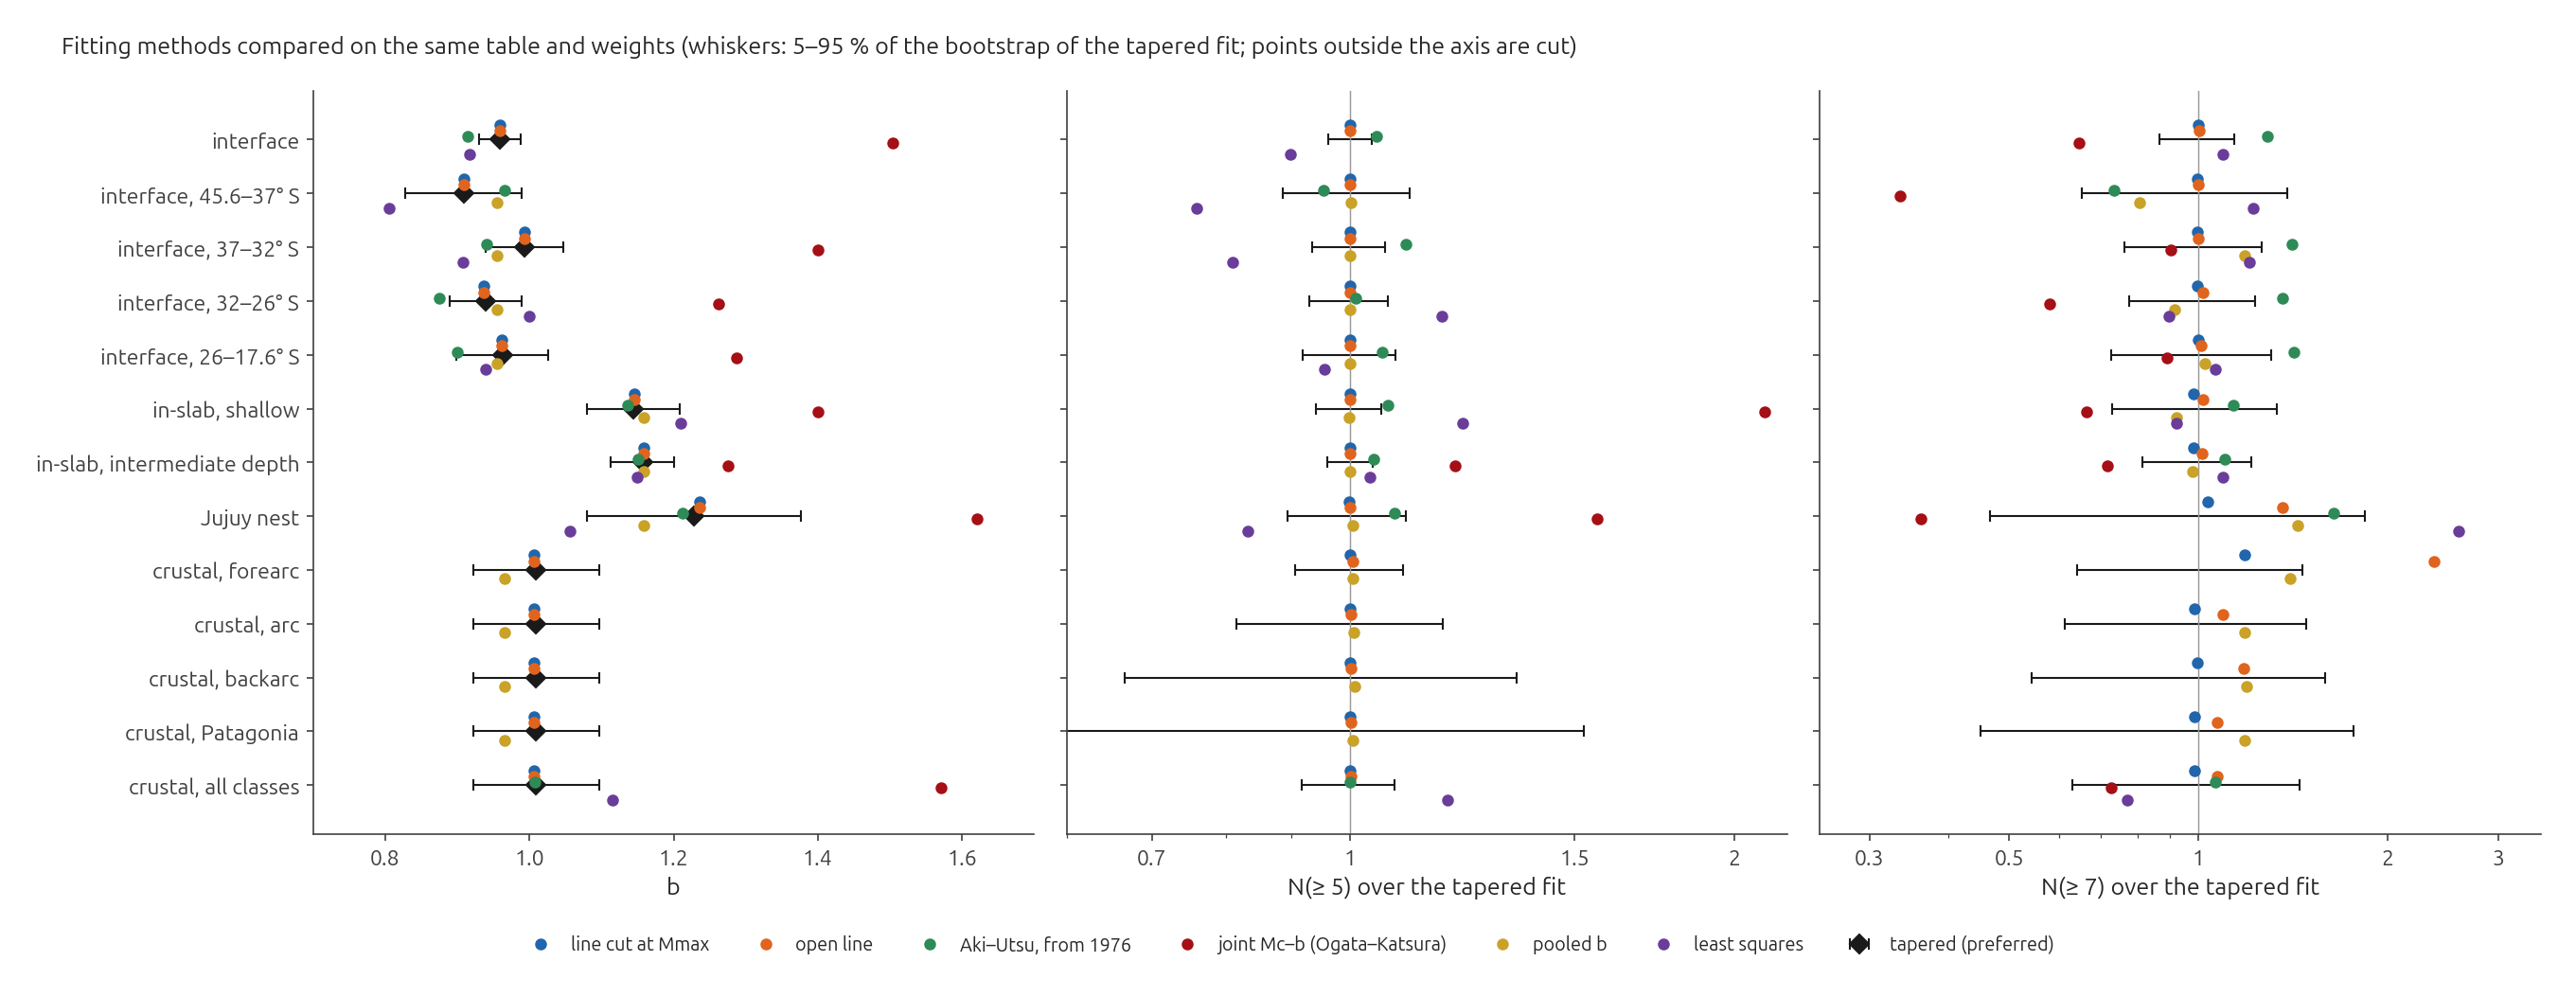 Fitting methods compared on the same table and weights (whiskers: 5–95 % of the bootstrap of the tapered fit; points outside the axis are cut)
interface
interface, 45.6–37° S
interface, 37–32° S
interface, 32–26° S
interface, 26–17.6° S
in-slab, shallow
in-slab, intermediate depth
Jujuy nest
crustal, forearc
crustal, arc
crustal, backarc
crustal, Patagonia
crustal, all classes
0.8 1.0 1.2 1.4 1.6
b
0.7 1 1.5 2
N(≥ 5) over the tapered fit
0.3 0.5 1 2 3
N(≥ 7) over the tapered fit
line cut at Mmax open line Aki–Utsu, from 1976 joint Mc–b (Ogata–Katsura) pooled b least squares tapered (preferred)